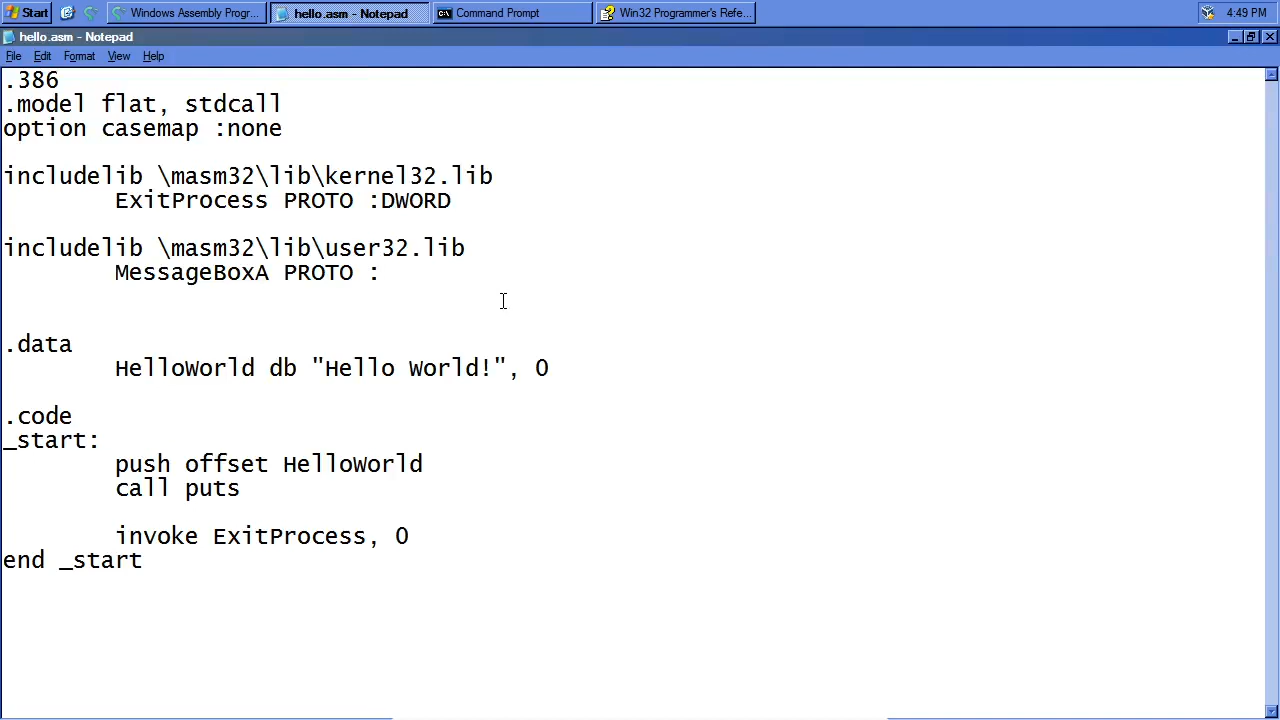 Start
Windows Assembly Progr...
hello.asm - Notepad
Command Prompt
Win32 Programmer's Refe...
4:49 PM
hello.asm - Notepad
File Edit Format View Help
.386
.model flat, stdcall
option casemap :none
includelib \masm32\lib\kernel32.lib
ExitProcess PROTO :DWORD
includelib \masm32\lib\user32.lib
MessageBoxA PROTO :
.data
HelloWorld db "Hello World!", 0
.code
_start:
push offset HelloWorld
call puts
invoke ExitProcess, 0
end _start